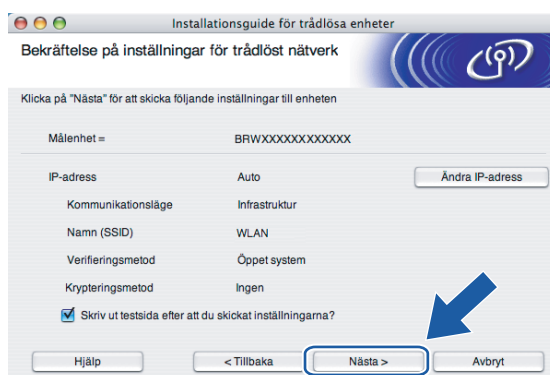 Installationsguide för trådlösa enheter
Bekräftelse på inställningar för trådlöst nätverk
Klicka på "Nästa" för att skicka följande inställningar till enheten
Målenhet = BRWXXXXXXXXXXXX
IP-adress Auto Ändra IP-adress
Kommunikationsläge Infrastruktur
Namn (SSID) WLAN
Verifieringsmetod Öppet system
Krypteringsmetod Ingen
Skriv ut testsida efter att du skickat inställningarna?
Hjälp < Tillbaka Nästa > Avbryt